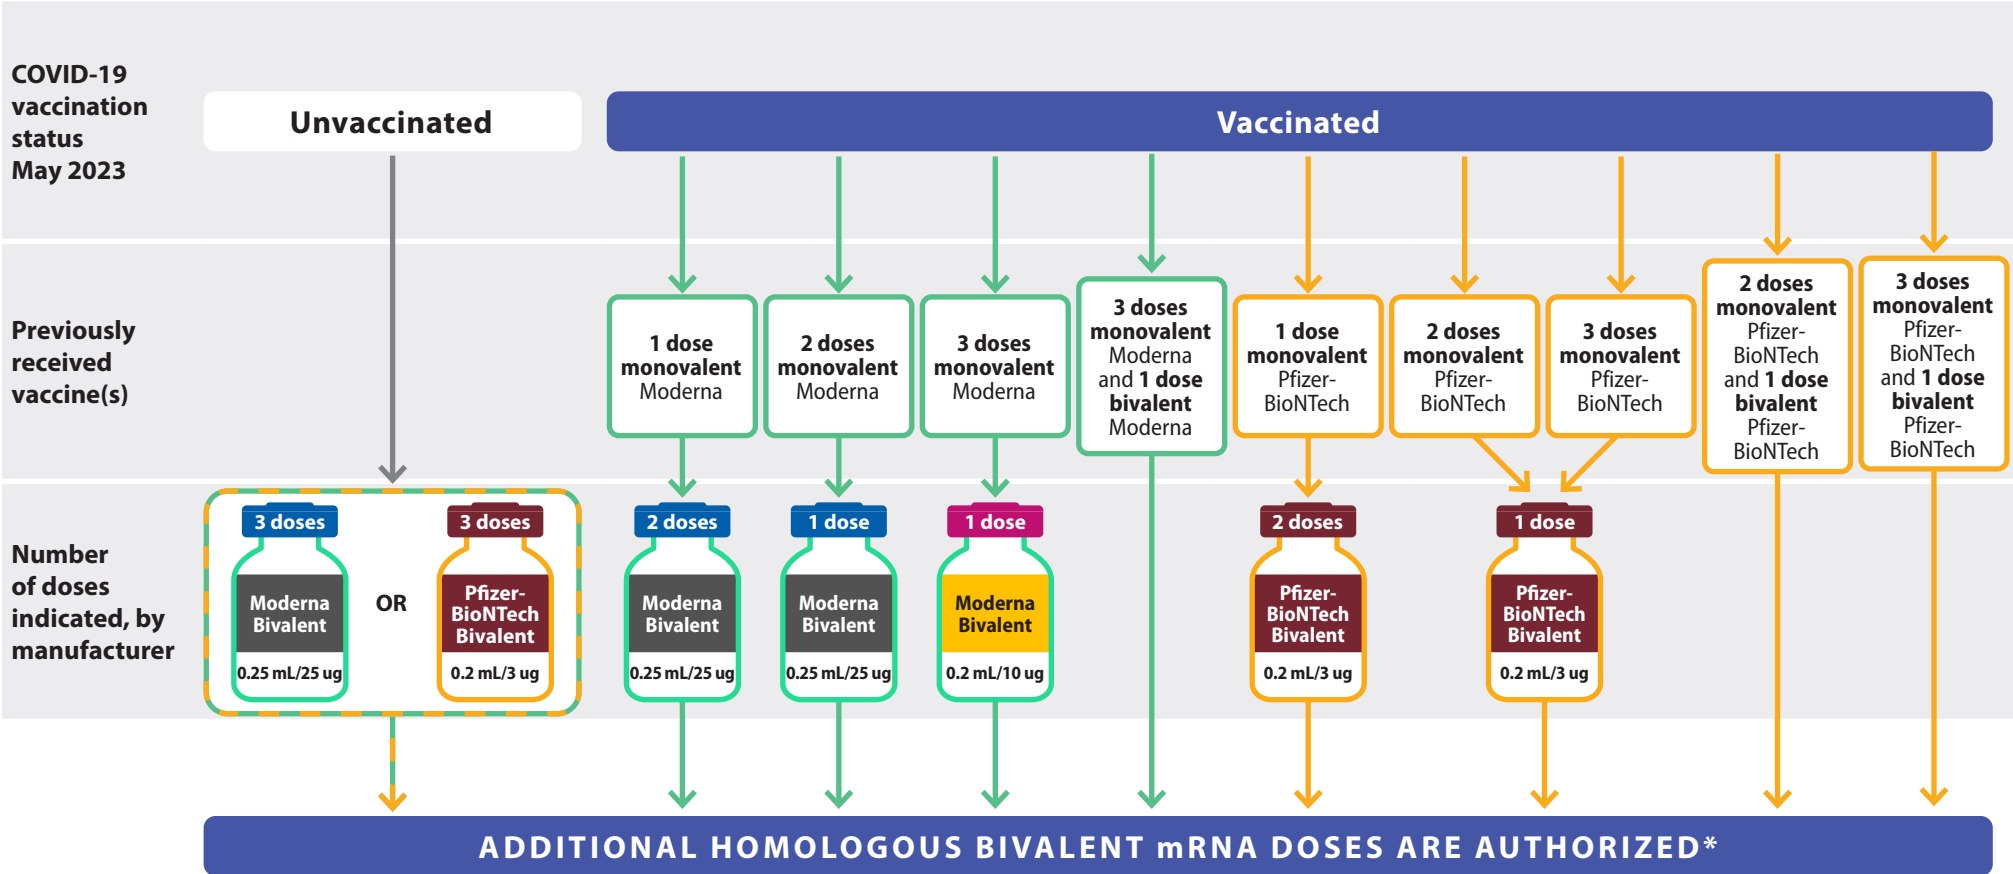 COVID-19
vaccination
status
May 2023
Unvaccinated
Vaccinated
Previously
received
vaccine(s)
1 dose
monovalent
Moderna
2 doses
monovalent
Moderna
3 doses
monovalent
Moderna
3 doses
monovalent
Moderna
and 1 dose
bivalent
Moderna
1 dose
monovalent
Pfizer-
BioNTech
2 doses
monovalent
Pfizer-
BioNTech
3 doses
monovalent
Pfizer-
BioNTech
2 doses
monovalent
Pfizer-
BioNTech
and 1 dose
bivalent
Pfizer-
BioNTech
3 doses
monovalent
Pfizer-
BioNTech
and 1 dose
bivalent
Pfizer-
BioNTech
Number
of doses
indicated, by
manufacturer
3 doses
Moderna
Bivalent
0.25 mL/25 ug
OR
3 doses
Pfizer-
BioNTech
Bivalent
0.2 mL/3 ug
2 doses
Moderna
Bivalent
0.25 mL/25 ug
1 dose
Moderna
Bivalent
0.25 mL/25 ug
1 dose
Moderna
Bivalent
0.2 mL/10 ug
2 doses
Pfizer-
BioNTech
Bivalent
0.2 mL/3 ug
1 dose
Pfizer-
BioNTech
Bivalent
0.2 mL/3 ug
ADDITIONAL HOMOLOGOUS BIVALENT mRNA DOSES ARE AUTHORIZED*